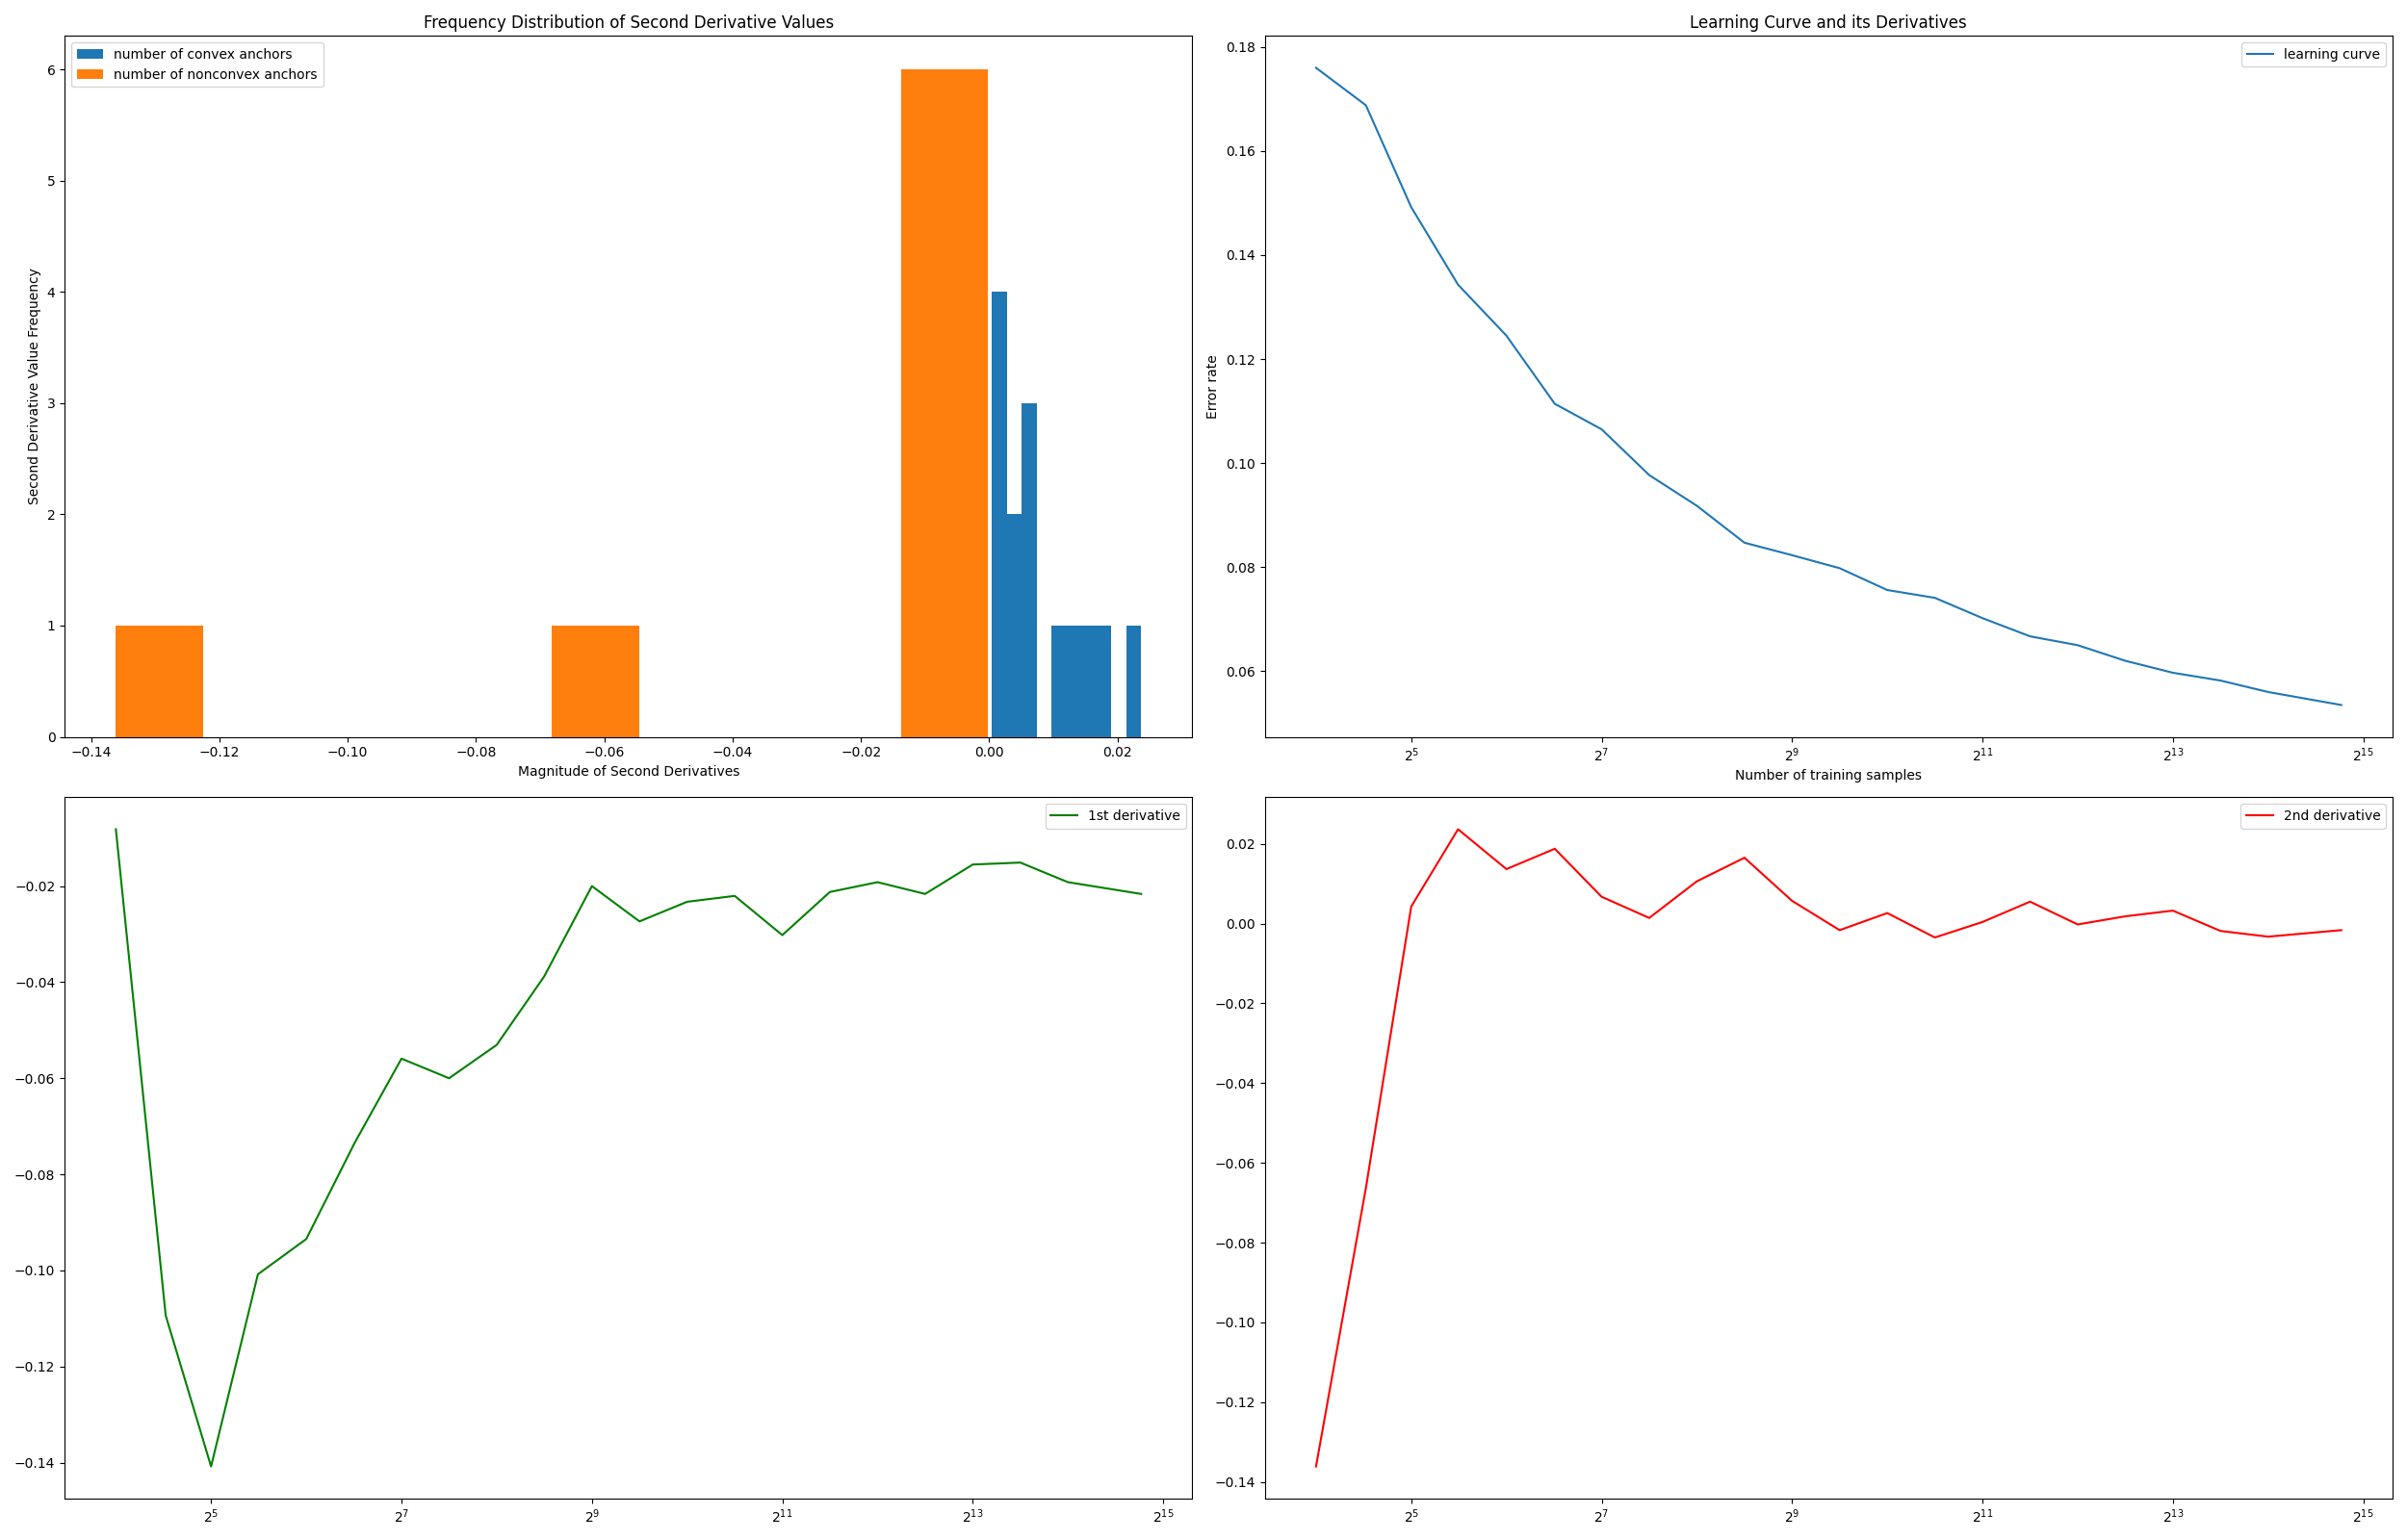 Frequency Distribution of Second Derivative Values
number of convex anchors
number of nonconvex anchors
Second Derivative Value Frequency
6
5
4
3
2
1
0
−0.14 −0.12 −0.10 −0.08 −0.06 −0.04 −0.02 0.00 0.02
Magnitude of Second Derivatives
Learning Curve and its Derivatives
learning curve
Error rate
0.18
0.16
0.14
0.12
0.10
0.08
0.06
2^5 2^7 2^9 2^11 2^13 2^15
Number of training samples
1st derivative
−0.02
−0.04
−0.06
−0.08
−0.10
−0.12
−0.14
2^5 2^7 2^9 2^11 2^13 2^15
2nd derivative
0.02
0.00
−0.02
−0.04
−0.06
−0.08
−0.10
−0.12
−0.14
2^5 2^7 2^9 2^11 2^13 2^15